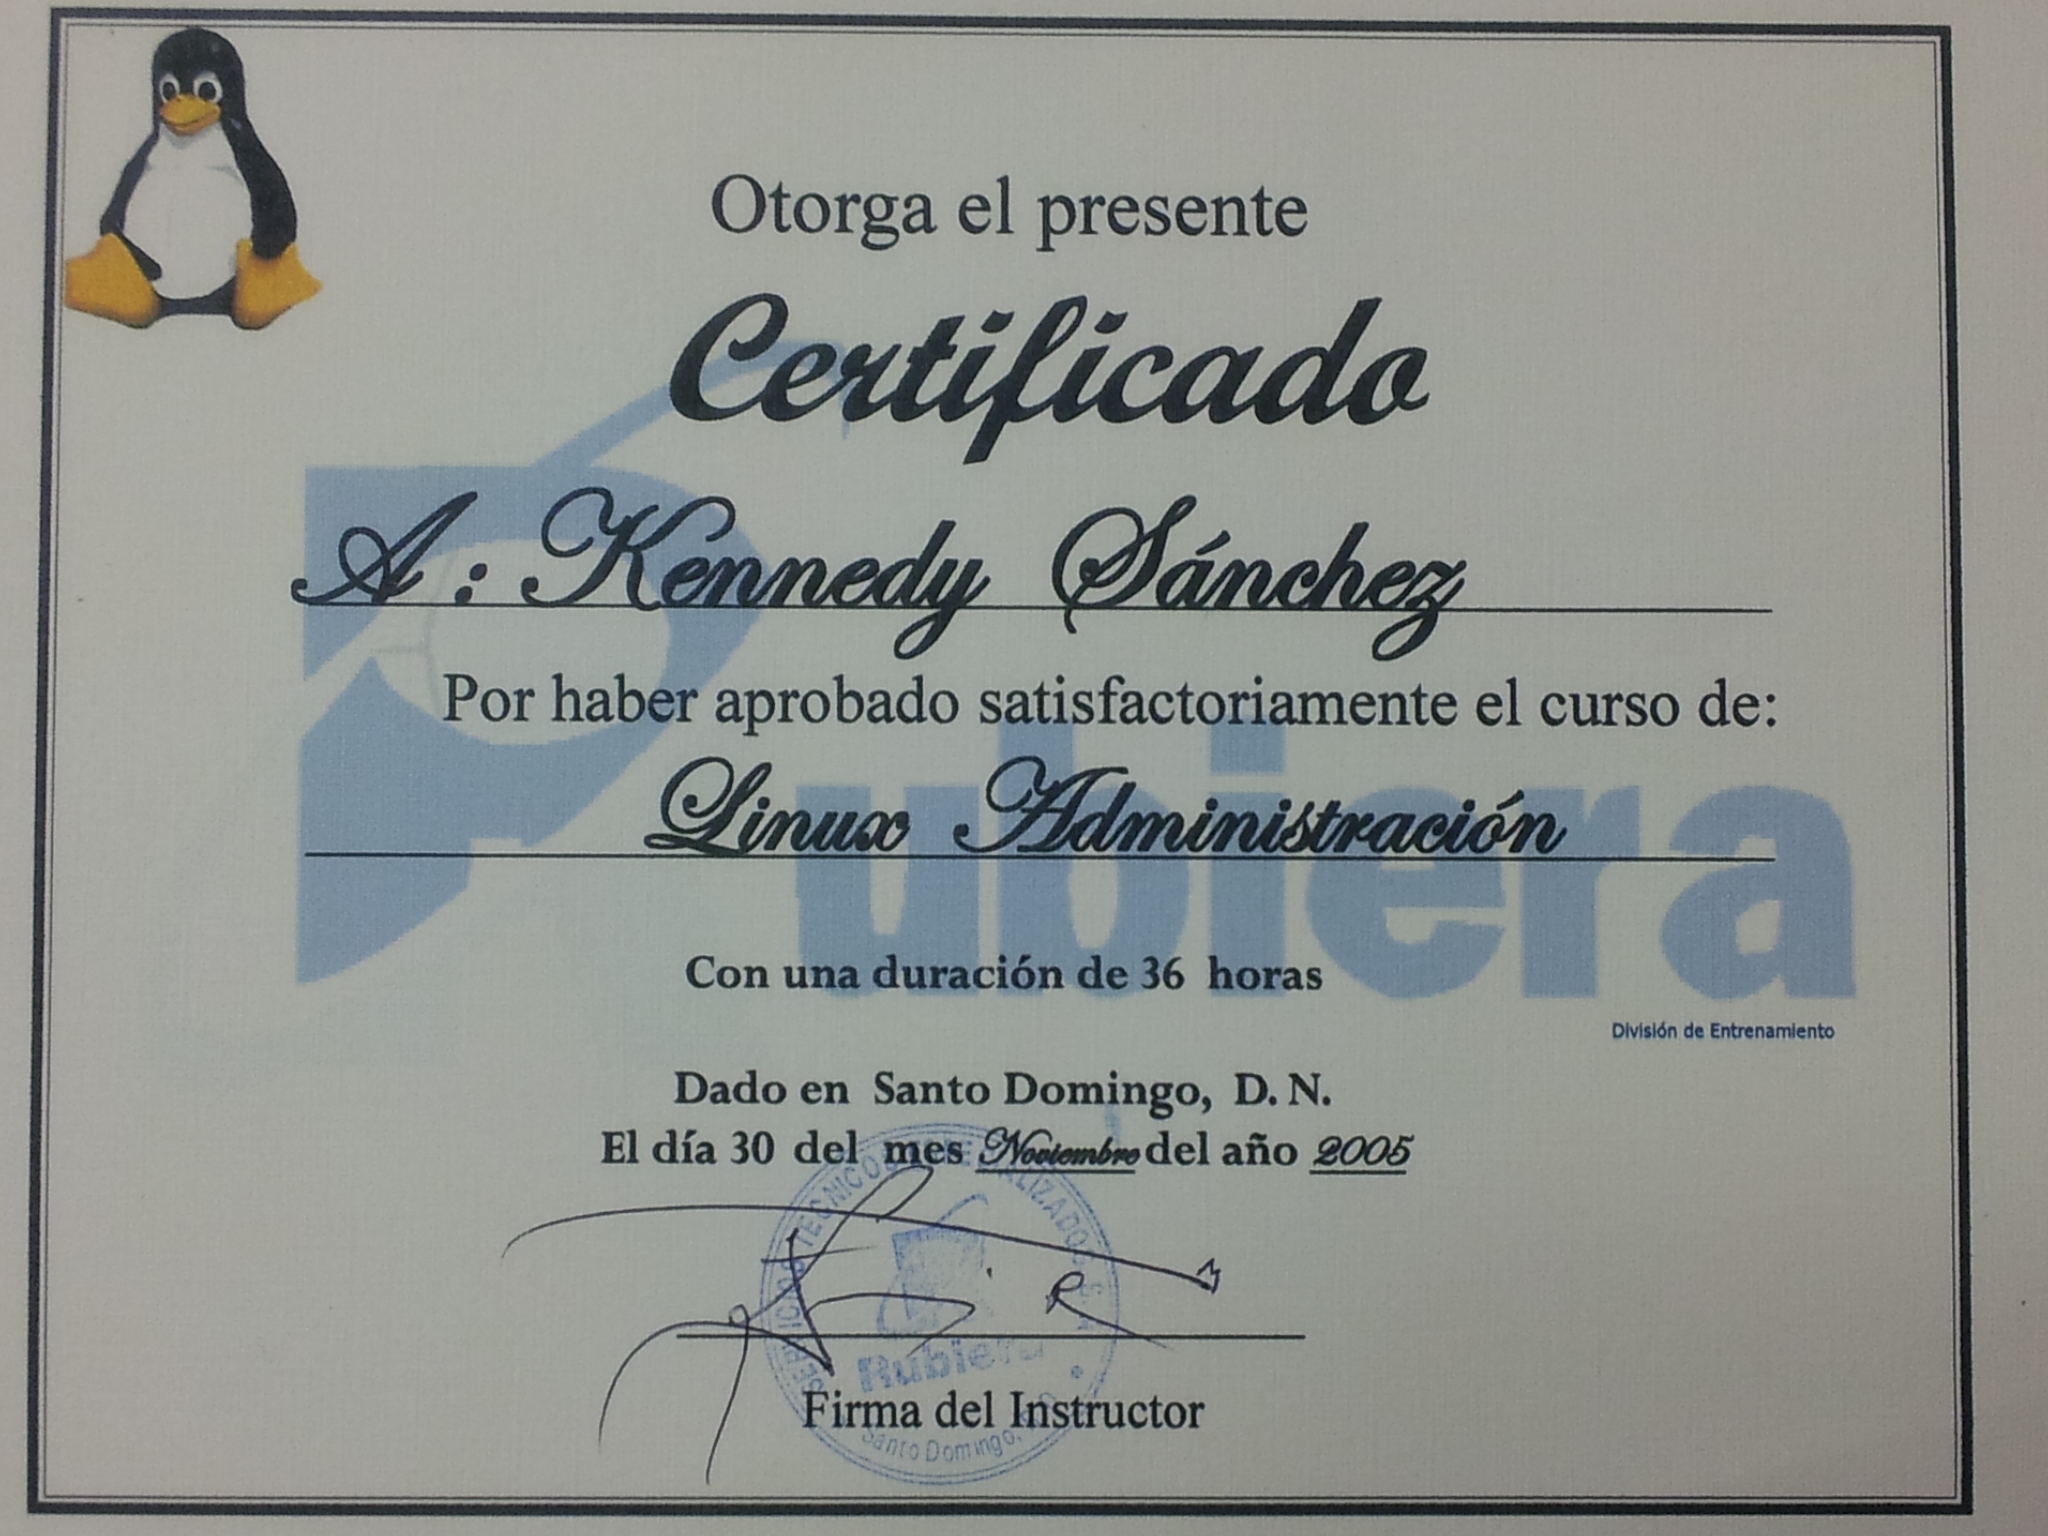 Otorga el presente
Certificado
A: Kennedy Sánchez
Por haber aprobado satisfactoriamente el curso de:
Linux Administración
Rubiera
Con una duración de 36 horas
División de Entrenamiento
Dado en Santo Domingo, D. N.
El día 30 del mes Noviembre del año 2005
SERVICIOS TECNICOS ESPECIALIZADOS S A
Rubiera
Firma del Instructor
Santo Domingo,